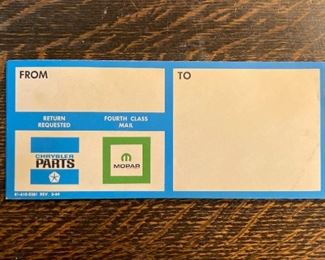 FROM
TO
RETURN REQUESTED
FOURTH CLASS MAIL
CHRYSLER
PARTS
MOPAR